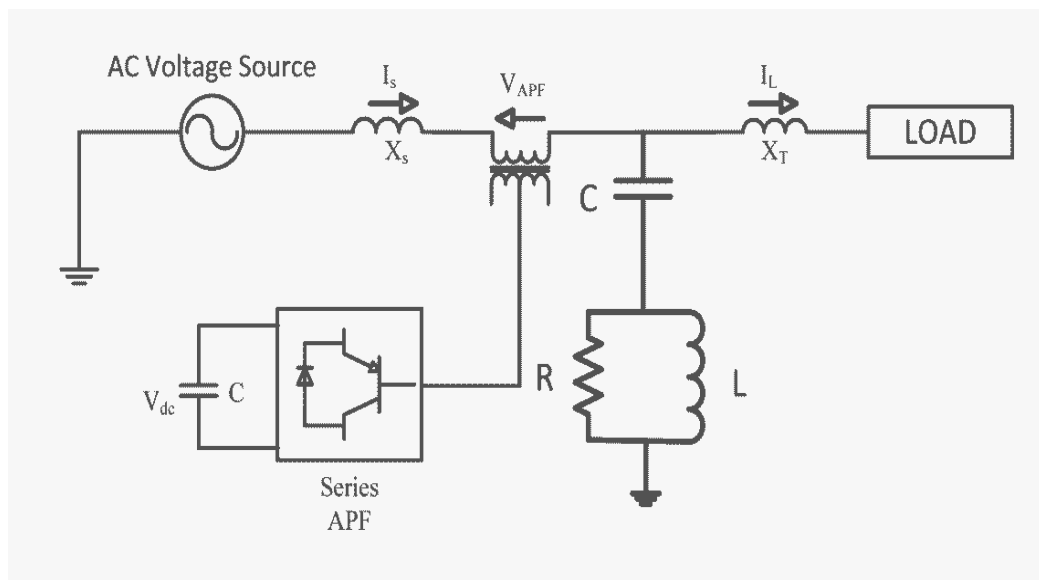 AC Voltage Source
I_s
V_APF
I_L
LOAD
X_s
X_T
C
R
L
V_dc
C
Series
APF